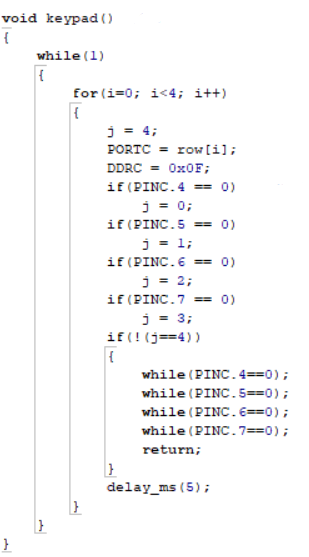 void keypad()
{
while(1)
{
for(i=0; i<4; i++)
{
j = 4;
PORTC = row[i];
DDRC = 0x0F;
if(PINC.4 == 0)
j = 0;
if(PINC.5 == 0)
j = 1;
if(PINC.6 == 0)
j = 2;
if(PINC.7 == 0)
j = 3;
if(!(j==4))
{
while(PINC.4==0);
while(PINC.5==0);
while(PINC.6==0);
while(PINC.7==0);
return;
}
delay_ms(5);
}
}
}